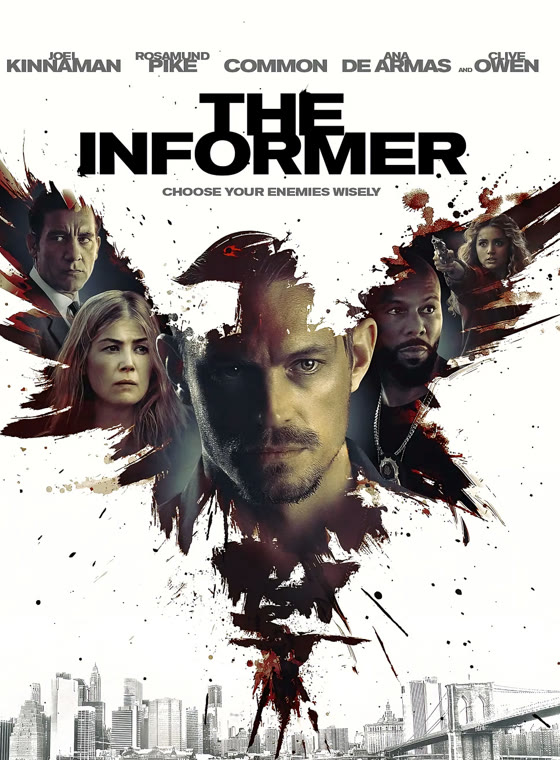 JOEL KINNAMAN ROSAMUND PIKE COMMON ANA DE ARMAS AND CLIVE OWEN
THE
INFORMER
CHOOSE YOUR ENEMIES WISELY